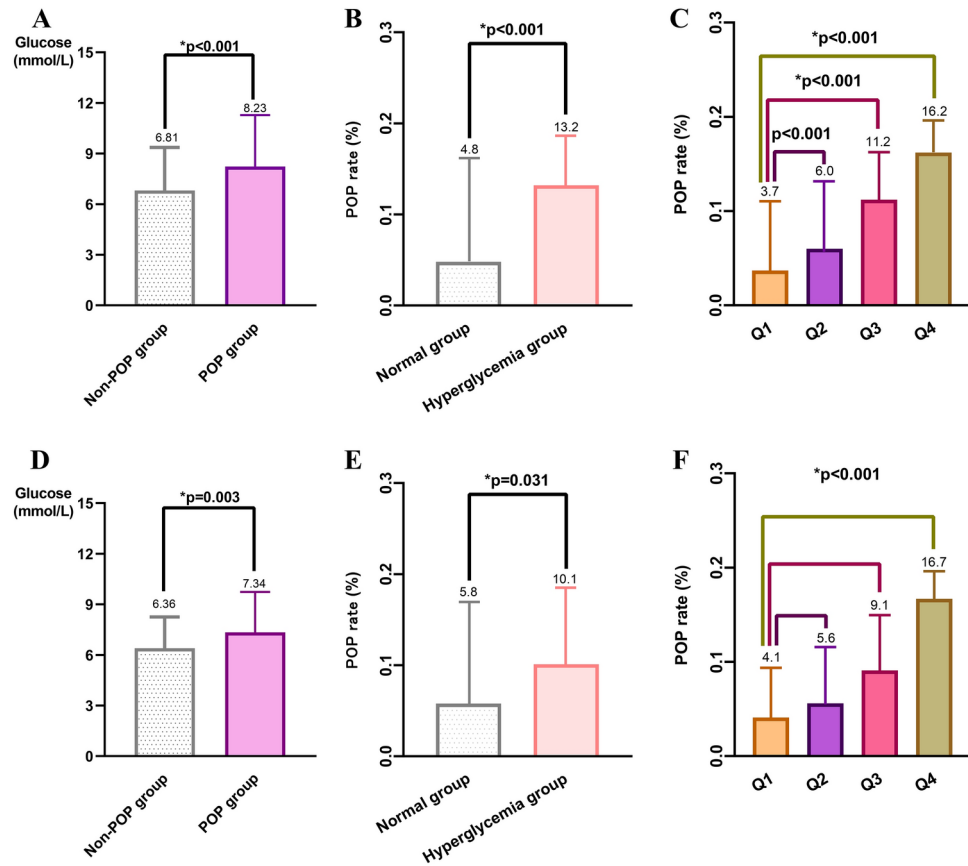 A
Glucose
(mmol/L)
*p<0.001
15
12
9
6
3
0
6.81
8.23
Non-POP group
POP group
B
POP rate (%)
*p<0.001
0.3
0.2
0.1
0.0
4.8
13.2
Normal group
Hyperglycemia group
C
POP rate (%)
*p<0.001
*p<0.001
p<0.001
0.3
0.2
0.1
0.0
3.7
6.0
11.2
16.2
Q1
Q2
Q3
Q4
D
Glucose
(mmol/L)
*p=0.003
15
12
9
6
3
0
6.36
7.34
Non-POP group
POP group
E
POP rate (%)
*p=0.031
0.3
0.2
0.1
0.0
5.8
10.1
Normal group
Hyperglycemia group
F
POP rate (%)
*p<0.001
0.3
0.2
0.1
0.0
4.1
5.6
9.1
16.7
Q1
Q2
Q3
Q4